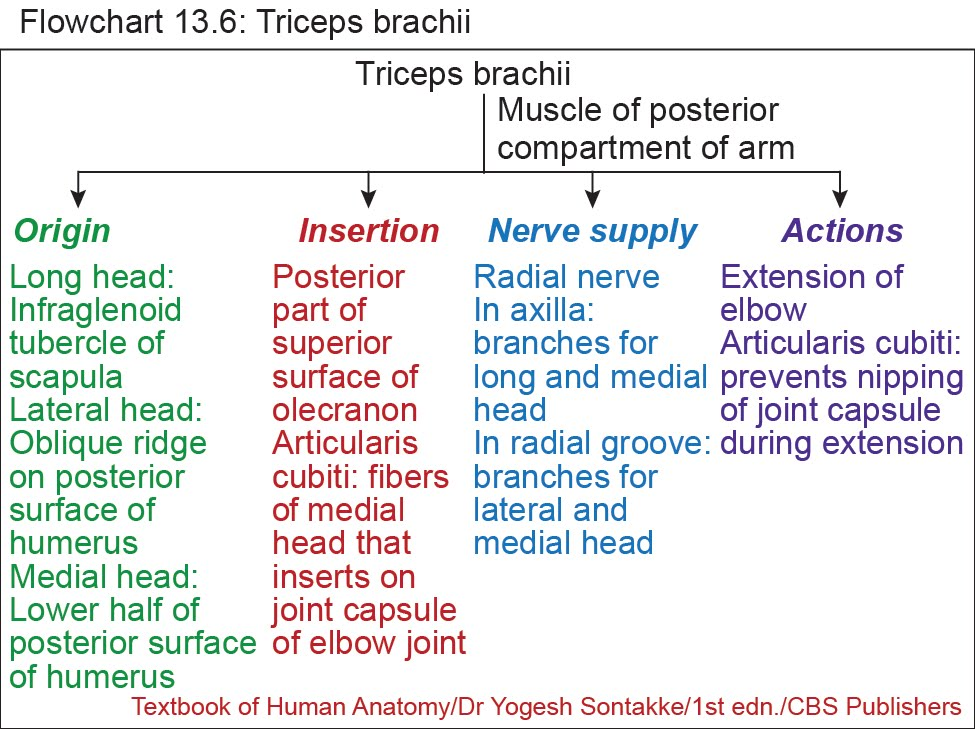 Flowchart 13.6: Triceps brachii
Triceps brachii
Muscle of posterior
compartment of arm
Origin
Long head:
Infraglenoid
tubercle of
scapula
Lateral head:
Oblique ridge
on posterior
surface of
humerus
Medial head:
Lower half of
posterior surface
of humerus
Insertion
Posterior
part of
superior
surface of
olecranon
Articularis
cubiti: fibers
of medial
head that
inserts on
joint capsule
of elbow joint
Nerve supply
Radial nerve
In axilla:
branches for
long and medial
head
In radial groove:
branches for
lateral and
medial head
Actions
Extension of
elbow
Articularis cubiti:
prevents nipping
of joint capsule
during extension
Textbook of Human Anatomy/Dr Yogesh Sontakke/1st edn./CBS Publishers